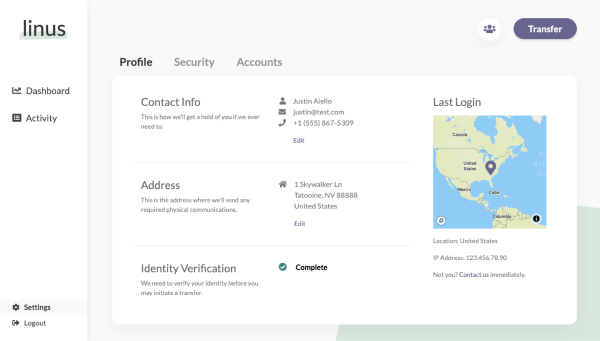 linus
Transfer
Dashboard
Activity
Settings
Logout
Profile
Security
Accounts
Contact Info
This is how we'll get a hold of you if we ever
need to.
Justin Aiello
justin@test.com
+1 (555) 867-5309
Edit
Address
This is the address where we'll send any
required physical communications.
1 Skywalker Ln
Tatooine, NV 88888
United States
Edit
Identity Verification
We need to verify your identity before you
may initiate a transfer.
Complete
Last Login
Canada
United
States
Mexico
Cuba
Colombia
Location: United States
IP Address: 123.456.78.90
Not you? Contact us immediately.